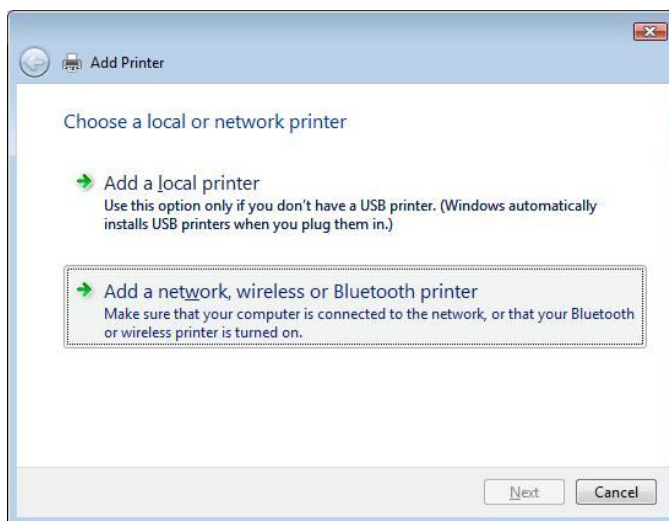 Add Printer
Choose a local or network printer
Add a local printer
Use this option only if you don't have a USB printer. (Windows automatically
installs USB printers when you plug them in.)
Add a network, wireless or Bluetooth printer
Make sure that your computer is connected to the network, or that your Bluetooth
or wireless printer is turned on.
Next Cancel